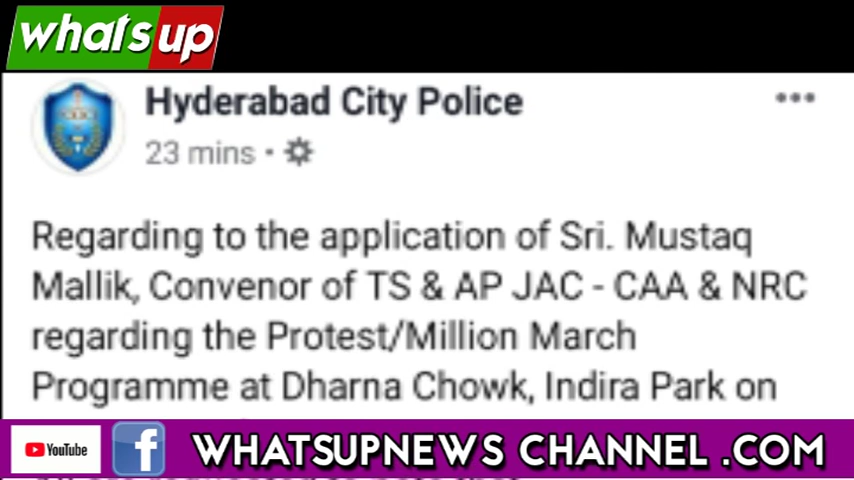 whatsup
Hyderabad City Police
23 mins •
Regarding to the application of Sri. Mustaq
Mallik, Convenor of TS & AP JAC - CAA & NRC
regarding the Protest/Million March
Programme at Dharna Chowk, Indira Park on
YouTube f WHATSUPNEWS CHANNEL .COM